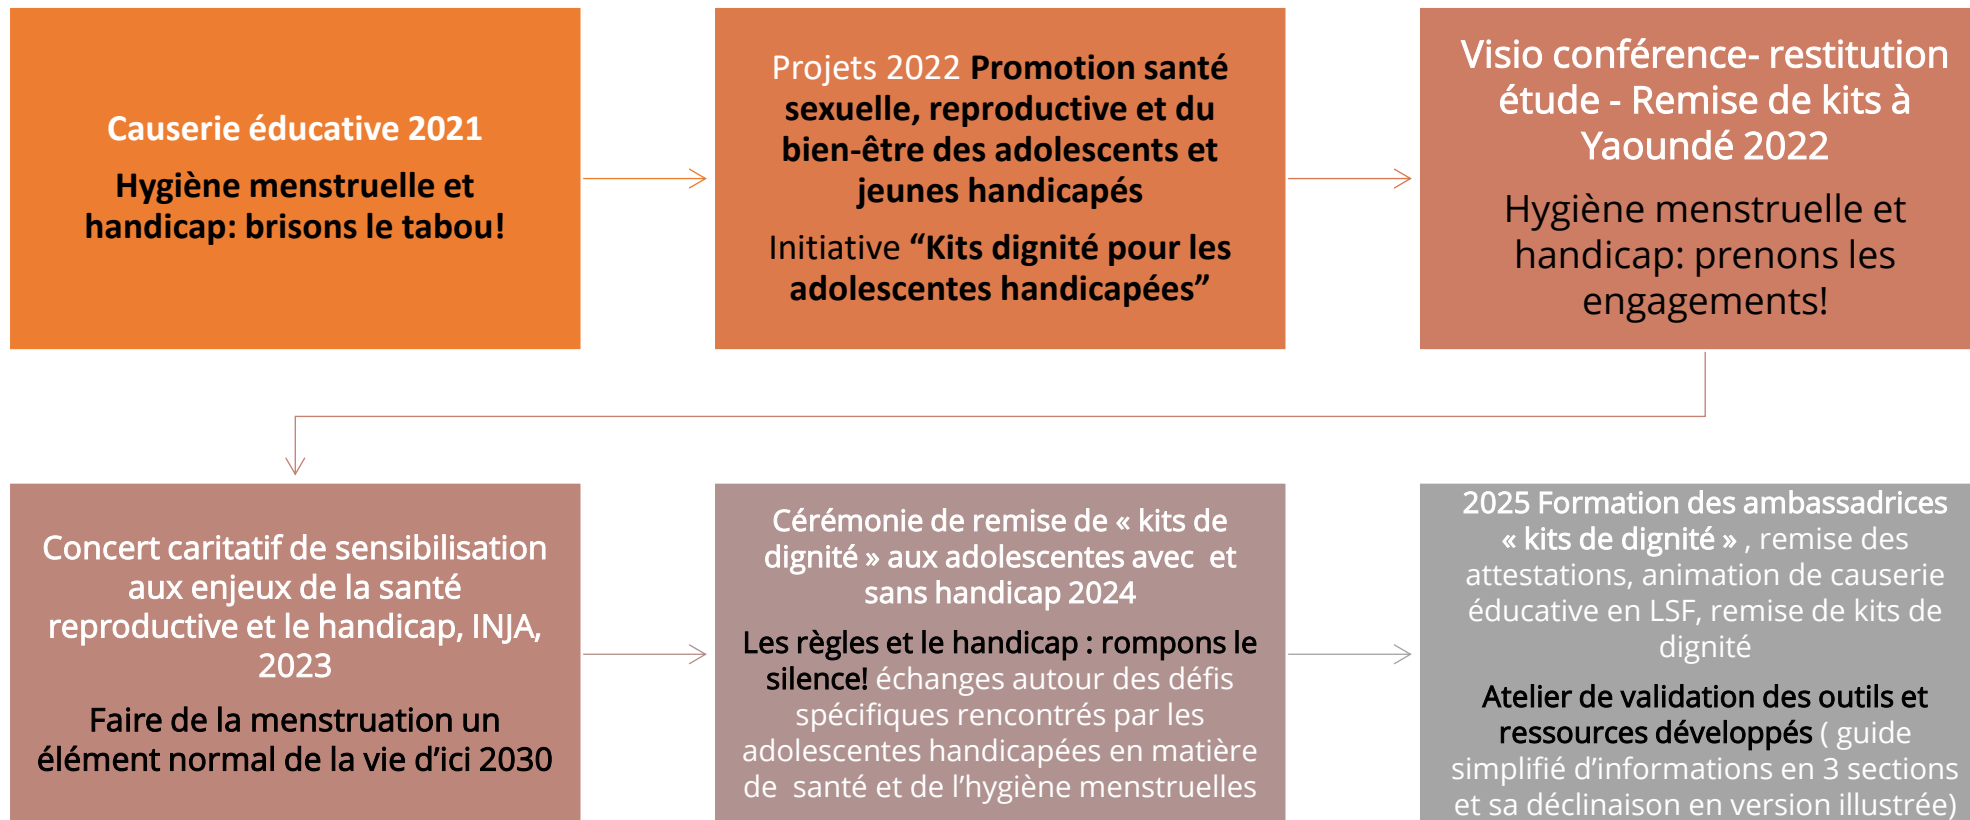 Causerie éducative 2021
Hygiène menstruelle et
handicap: brisons le tabou!
Projets 2022 Promotion santé
sexuelle, reproductive et du
bien-être des adolescents et
jeunes handicapés
Initiative “Kits dignité pour les
adolescentes handicapées”
Visio conférence- restitution
étude - Remise de kits à
Yaoundé 2022
Hygiène menstruelle et
handicap: prenons les
engagements!
Concert caritatif de sensibilisation
aux enjeux de la santé
reproductive et le handicap, INJA,
2023
Faire de la menstruation un
élément normal de la vie d’ici 2030
Cérémonie de remise de « kits de
dignité » aux adolescentes avec et
sans handicap 2024
Les règles et le handicap : rompons le
silence! échanges autour des défis
spécifiques rencontrés par les
adolescentes handicapées en matière
de santé et de l’hygiène menstruelles
2025 Formation des ambassadrices
« kits de dignité » , remise des
attestations, animation de causerie
éducative en LSF, remise de kits de
dignité
Atelier de validation des outils et
ressources développés ( guide
simplifié d’informations en 3 sections
et sa déclinaison en version illustrée)